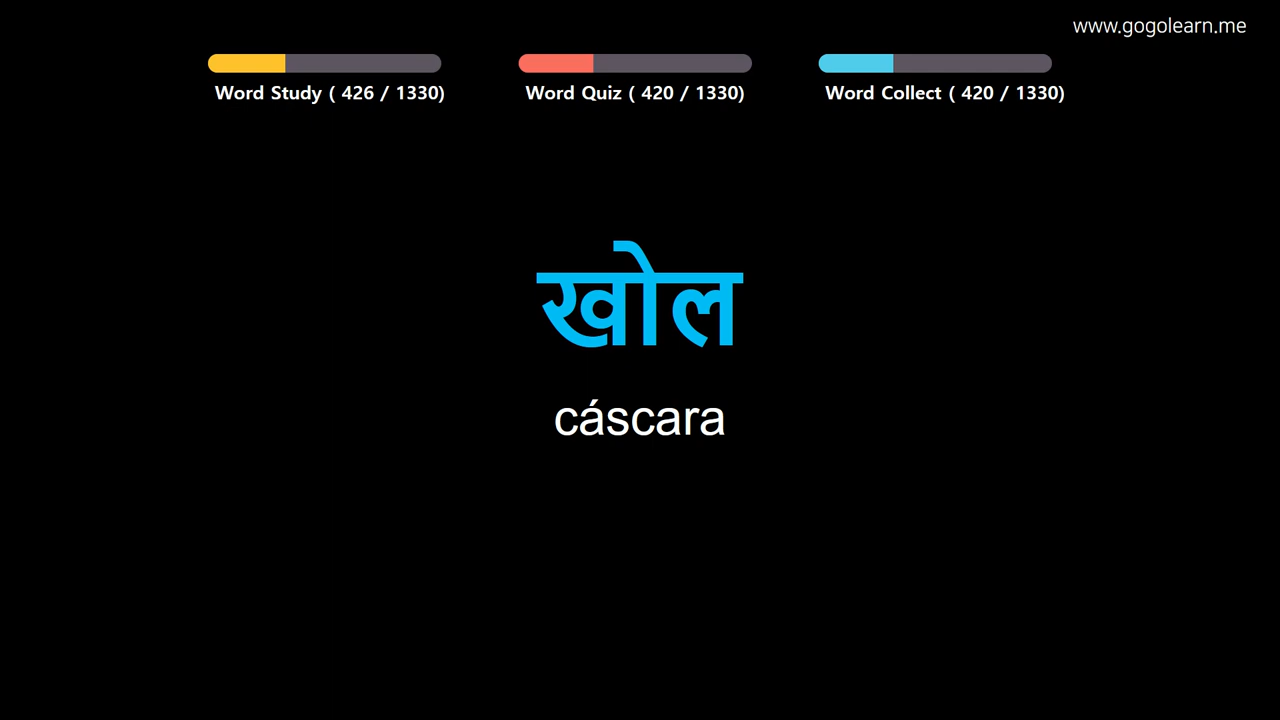 www.gogolearn.me
Word Study ( 426 / 1330)
Word Quiz ( 420 / 1330)
Word Collect ( 420 / 1330)
खोल
cáscara